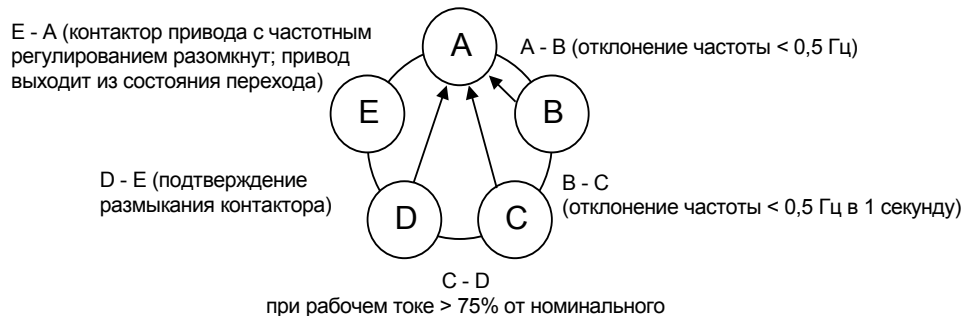 E - A (контактор привода с частотным
регулированием разомкнут; привод
выходит из состояния перехода)
A
A - B (отклонение частоты < 0,5 Гц)
E
B
D - E (подтверждение
размыкания контактора)
B - C
(отклонение частоты < 0,5 Гц в 1 секунду)
D
C
C - D
при рабочем токе > 75% от номинального